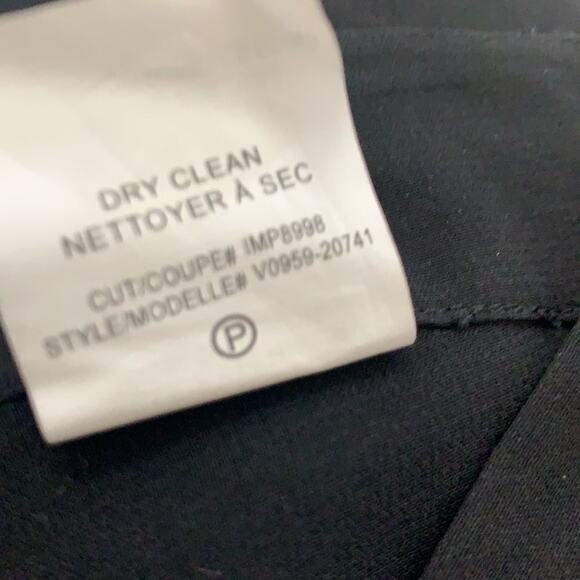 DRY CLEAN
NETTOYER À SEC
CUT/COUPE# IMP8998
STYLE/MODELLE# V0959-20741
P